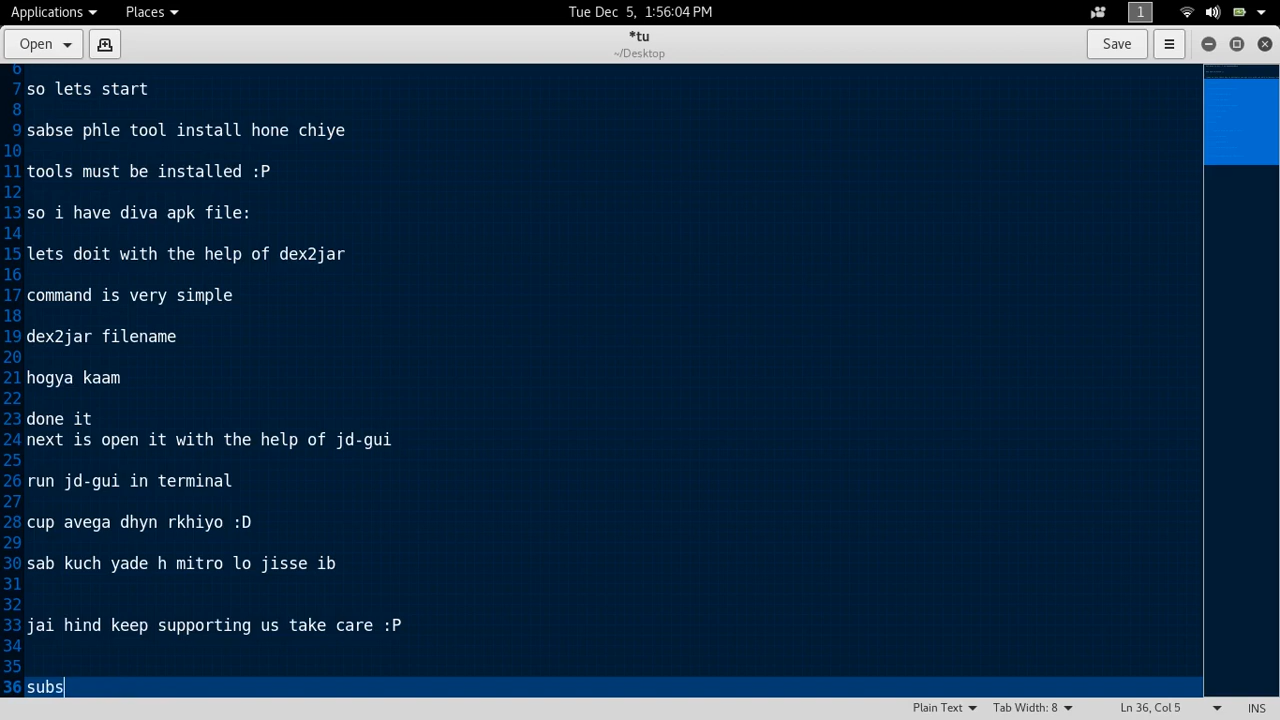 Applications Places Tue Dec 5, 1:56:04 PM 1
Open *tu Save
~/Desktop
6
7 so lets start
8
9 sabse phle tool install hone chiye
10
11 tools must be installed :P
12
13 so i have diva apk file:
14
15 lets doit with the help of dex2jar
16
17 command is very simple
18
19 dex2jar filename
20
21 hogya kaam
22
23 done it
24 next is open it with the help of jd-gui
25
26 run jd-gui in terminal
27
28 cup avega dhyn rkhiyo :D
29
30 sab kuch yade h mitro lo jisse ib
31
32
33 jai hind keep supporting us take care :P
34
35
36 subs
Plain Text Tab Width: 8 Ln 36, Col 5 INS